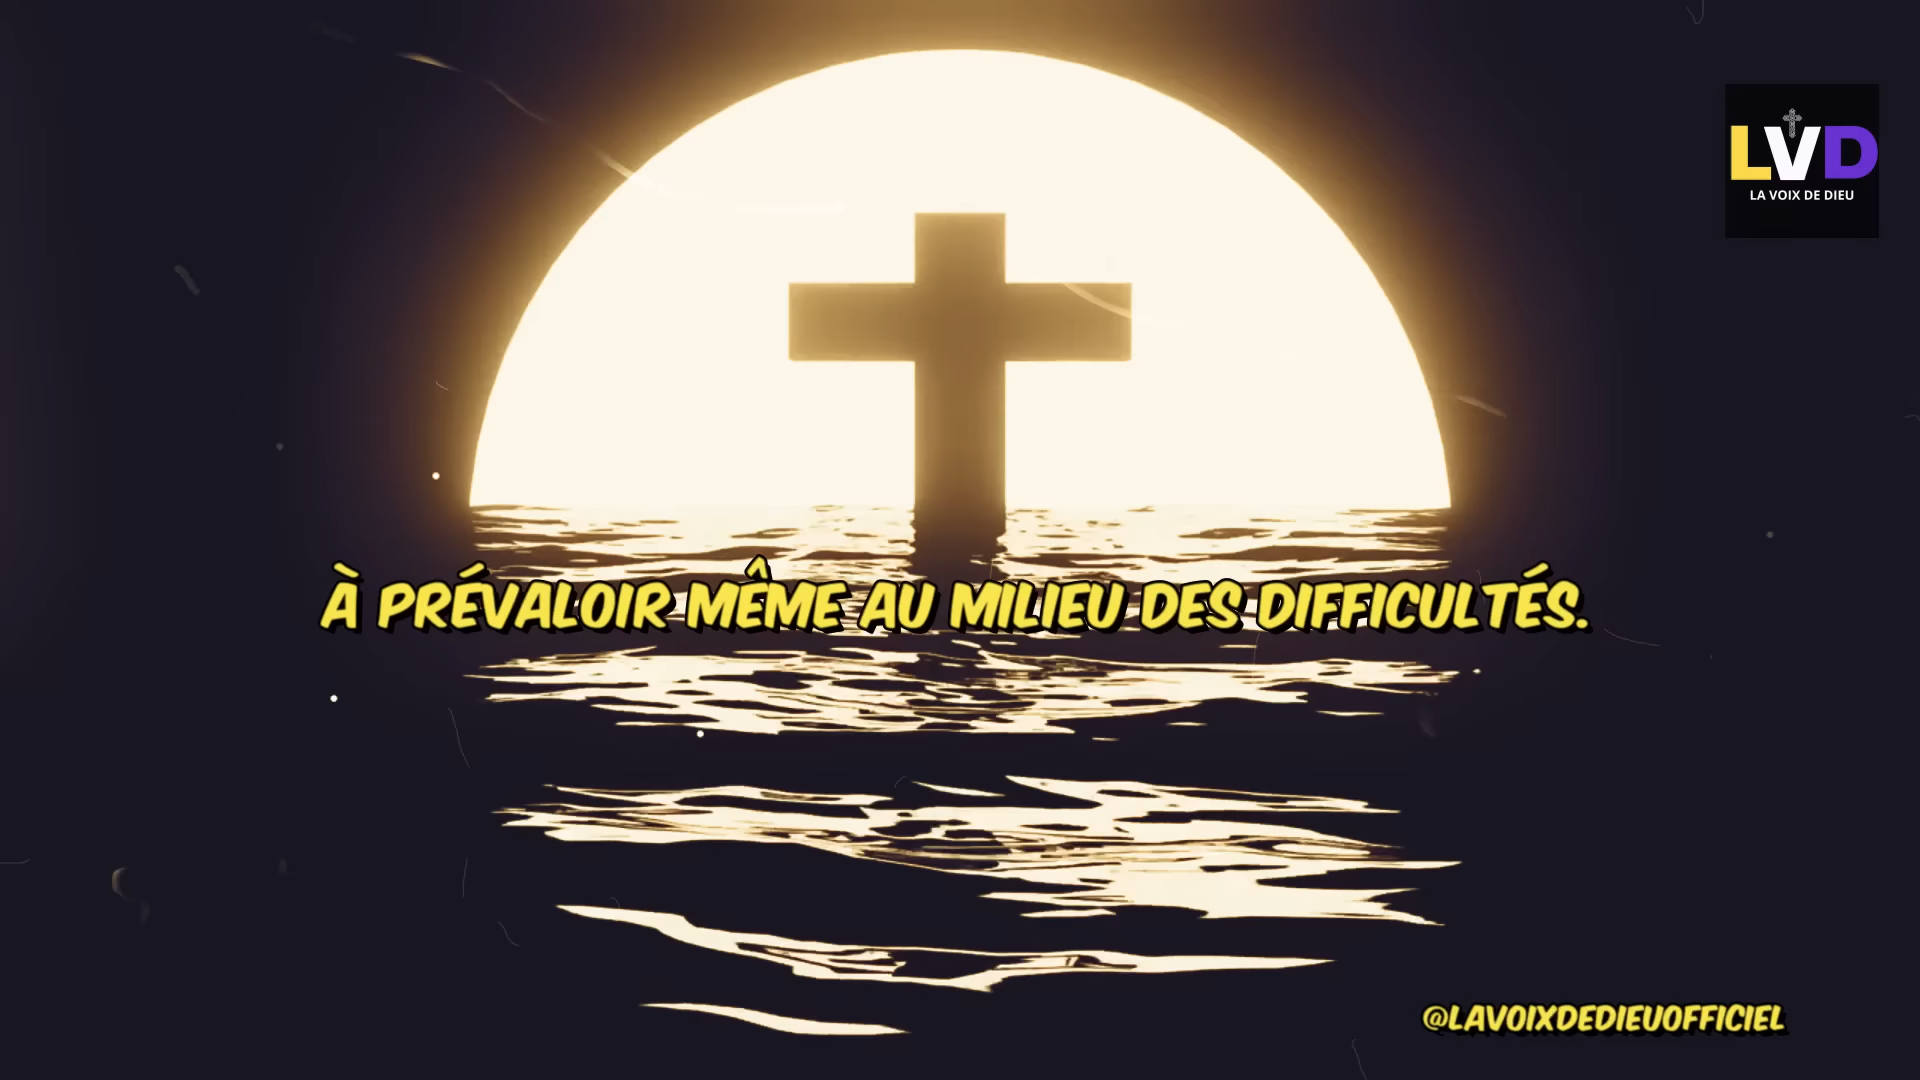 LVD
LA VOIX DE DIEU
À PRÉVALOIR MÊME AU MILIEU DES DIFFICULTÉS.
@LAVOIXDEDIEUOFFICIEL